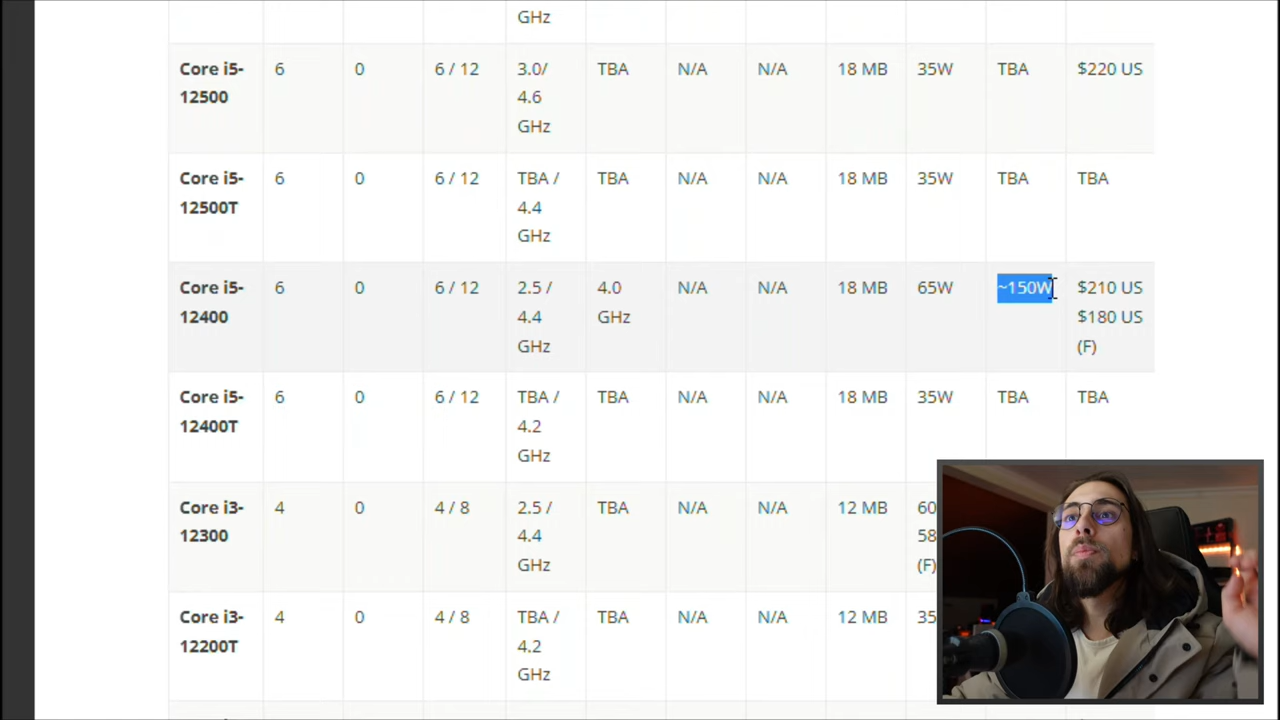 GHz
Core i5- 6 0 6 / 12 3.0/ TBA N/A N/A 18 MB 35W TBA $220 US
12500 4.6
GHz
Core i5- 6 0 6 / 12 TBA / TBA N/A N/A 18 MB 35W TBA TBA
12500T 4.4
GHz
Core i5- 6 0 6 / 12 2.5 / 4.0 N/A N/A 18 MB 65W ~150W $210 US
12400 4.4 GHz $180 US
GHz (F)
Core i5- 6 0 6 / 12 TBA / TBA N/A N/A 18 MB 35W TBA TBA
12400T 4.2
GHz
Core i3- 4 0 4 / 8 2.5 / TBA N/A N/A 12 MB 60
12300 4.4 58
GHz (F)
Core i3- 4 0 4 / 8 TBA / TBA N/A N/A 12 MB 35
12200T 4.2
GHz